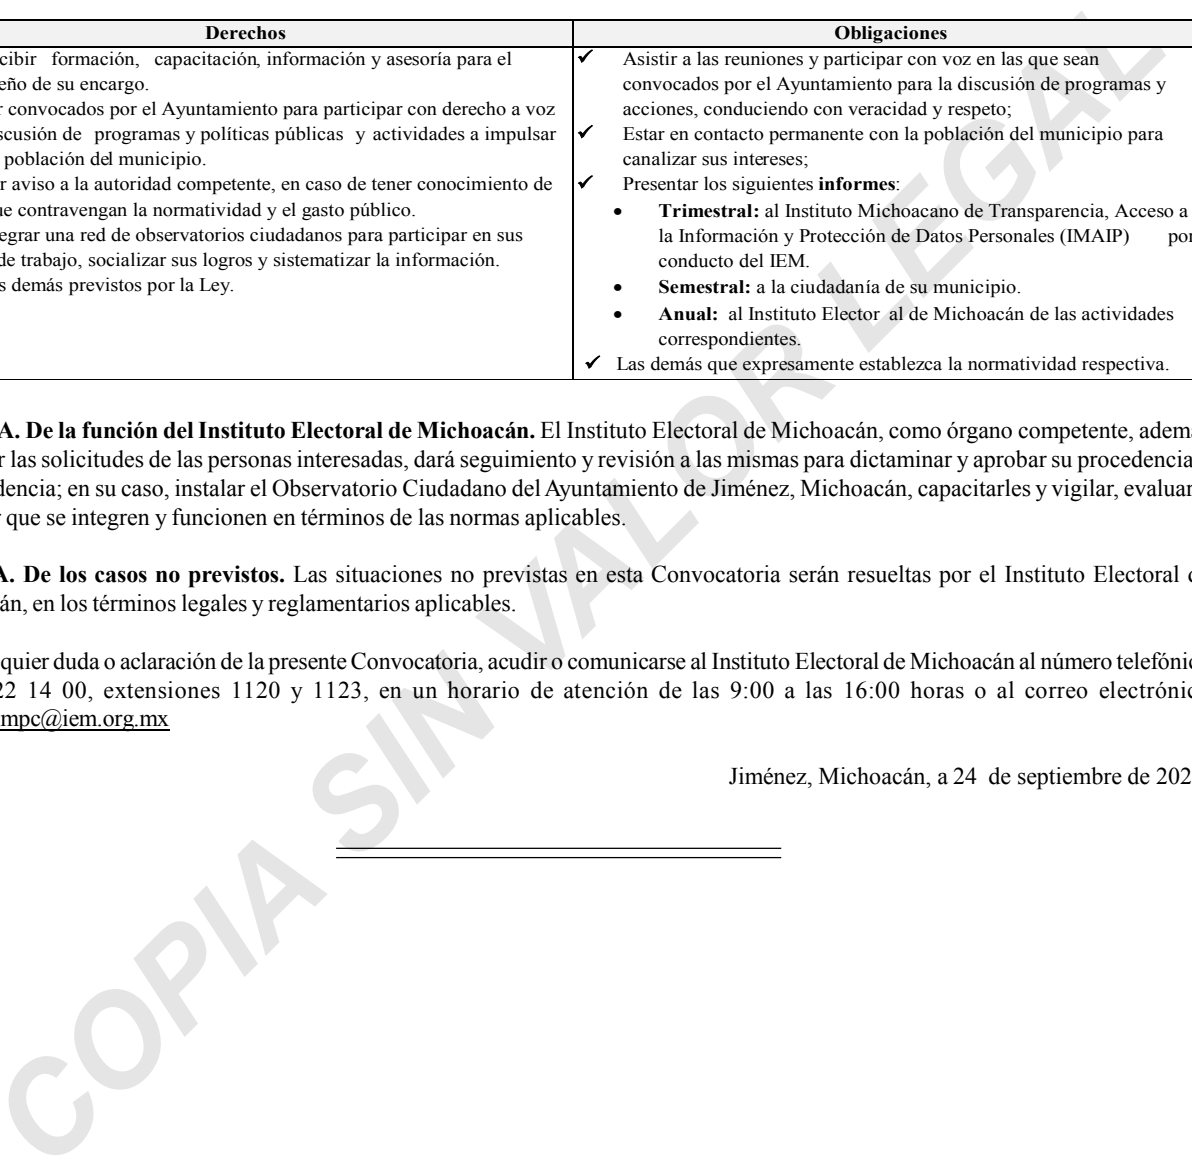 Derechos
cibir formación, capacitación, información y asesoría para el
eño de su encargo.
r convocados por el Ayuntamiento para participar con derecho a voz
scusión de programas y políticas públicas y actividades a impulsar
población del municipio.
r aviso a la autoridad competente, en caso de tener conocimiento de
ue contravengan la normatividad y el gasto público.
egrar una red de observatorios ciudadanos para participar en sus
de trabajo, socializar sus logros y sistematizar la información.
s demás previstos por la Ley.
Obligaciones
✓ Asistir a las reuniones y participar con voz en las que sean
convocados por el Ayuntamiento para la discusión de programas y
acciones, conduciendo con veracidad y respeto;
✓ Estar en contacto permanente con la población del municipio para
canalizar sus intereses;
✓ Presentar los siguientes informes:
• Trimestral: al Instituto Michoacano de Transparencia, Acceso a
la Información y Protección de Datos Personales (IMAIP) por
conducto del IEM.
• Semestral: a la ciudadanía de su municipio.
• Anual: al Instituto Elector al de Michoacán de las actividades
correspondientes.
✓ Las demás que expresamente establezca la normatividad respectiva.
A. De la función del Instituto Electoral de Michoacán. El Instituto Electoral de Michoacán, como órgano competente, ademá
r las solicitudes de las personas interesadas, dará seguimiento y revisión a las mismas para dictaminar y aprobar su procedencia
dencia; en su caso, instalar el Observatorio Ciudadano del Ayuntamiento de Jiménez, Michoacán, capacitarles y vigilar, evaluar
r que se integren y funcionen en términos de las normas aplicables.
A. De los casos no previstos. Las situaciones no previstas en esta Convocatoria serán resueltas por el Instituto Electoral d
án, en los términos legales y reglamentarios aplicables.
quier duda o aclaración de la presente Convocatoria, acudir o comunicarse al Instituto Electoral de Michoacán al número telefónic
22 14 00, extensiones 1120 y 1123, en un horario de atención de las 9:00 a las 16:00 horas o al correo electrónic
mpc@iem.org.mx
Jiménez, Michoacán, a 24 de septiembre de 202
COPIA SIN VALOR LEGAL